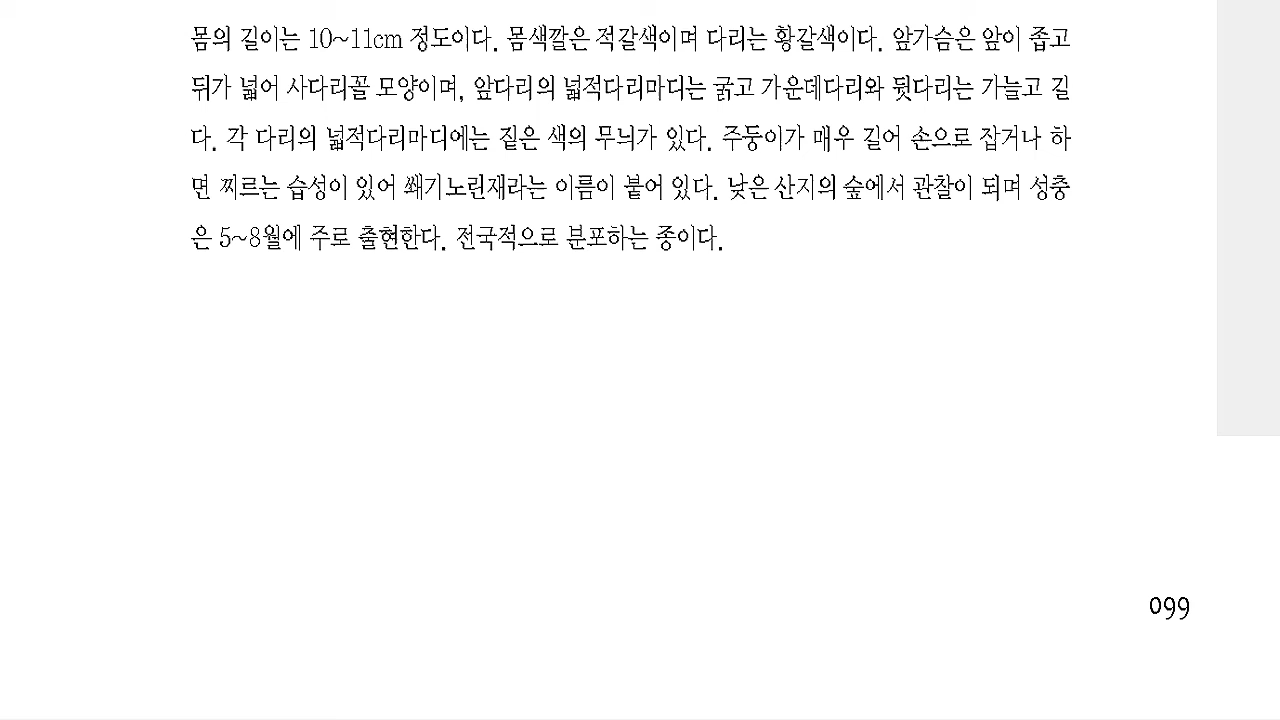 몸의 길이는 10~11cm 정도이다. 몸색깔은 적갈색이며 다리는 황갈색이다. 앞가슴은 앞이 좁고
뒤가 넓어 사다리꼴 모양이며, 앞다리의 넓적다리마디는 굵고 가운데다리와 뒷다리는 가늘고 길
다. 각 다리의 넓적다리마디에는 짙은 색의 무늬가 있다. 주둥이가 매우 길어 손으로 잡거나 하
면 찌르는 습성이 있어 쐐기노린재라는 이름이 붙어 있다. 낮은 산지의 숲에서 관찰이 되며 성충
은 5~8월에 주로 출현한다. 전국적으로 분포하는 종이다.
099